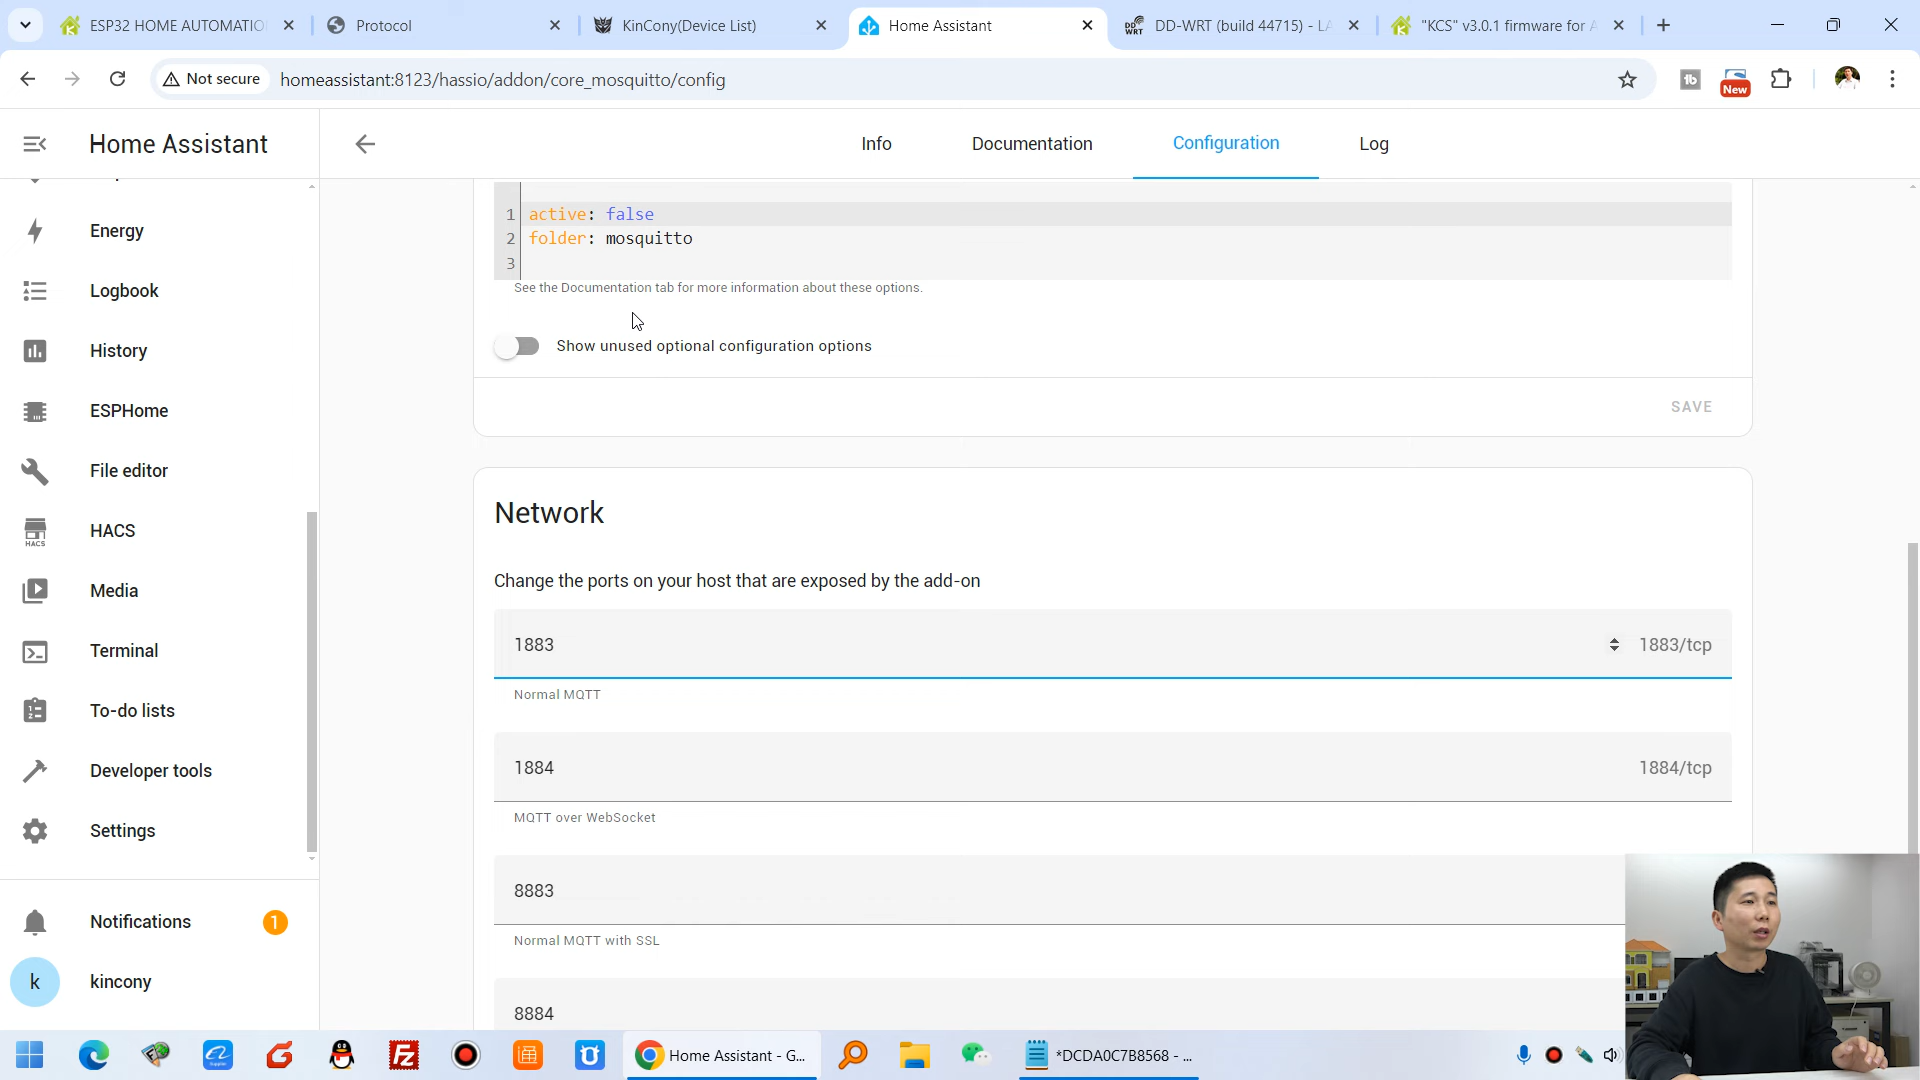 ESP32 HOME AUTOMATIO
Protocol
KinCony(Device List)
Home Assistant
DD-WRT (build 44715) - LA
"KCS" v3.0.1 firmware for A
Not secure
homeassistant:8123/hassio/addon/core_mosquitto/config
New
Home Assistant
Info
Documentation
Configuration
Log
Energy
Logbook
History
ESPHome
File editor
HACS
HACS
Media
Terminal
To-do lists
Developer tools
Settings
Notifications
1
k
kincony
1 active: false
2 folder: mosquitto
3
See the Documentation tab for more information about these options.
Show unused optional configuration options
SAVE
Network
Change the ports on your host that are exposed by the add-on
1883
1883/tcp
Normal MQTT
1884
1884/tcp
MQTT over WebSocket
8883
Normal MQTT with SSL
8884
Home Assistant - G...
*DCDA0C7B8568 - ...